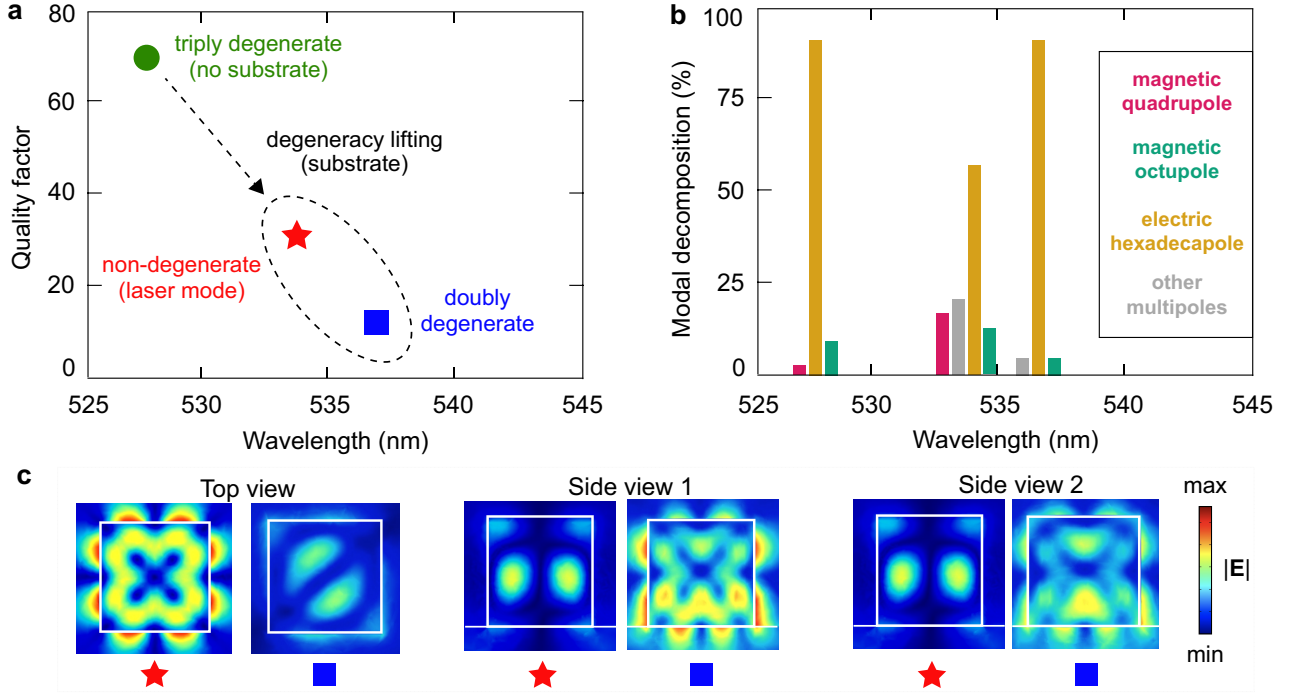 a
80
60
40
20
0
Quality factor
triply degenerate
(no substrate)
degeneracy lifting
(substrate)
non-degenerate
(laser mode)
doubly
degenerate
525
530
535
540
545
Wavelength (nm)
b
100
75
50
25
0
Modal decomposition (%)
magnetic
quadrupole
magnetic
octupole
electric
hexadecapole
other
multipoles
525
530
535
540
545
Wavelength (nm)
c
Top view
Side view 1
Side view 2
max
|E|
min